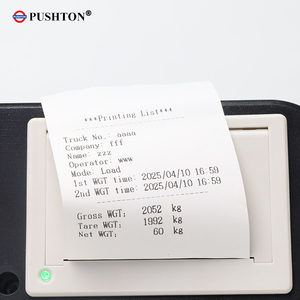 PUSHTON®
***Printing List***
Truck No.: aaaa
Company: fff
Name: zzz
Operator: www
Mode: Load
1st WGT time: 2025/04/10 16:59
2nd WGT time: 2025/04/10 16:59
Gross WGT: 2052 kg
Tare WGT: 1992 kg
Net WGT: 60 kg